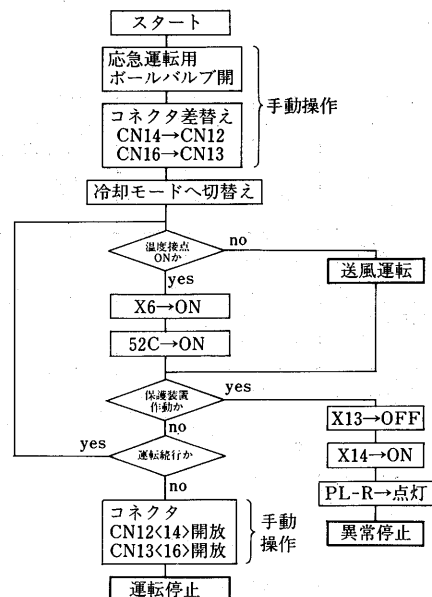 スタート
応急運転用
ボールバルブ開
コネクタ差替え
CN14→CN12
CN16→CN13
手動操作
冷却モードへ切替え
温度接点
ONか
no
yes
送風運転
X6→ON
52C→ON
保護装置
作動か
yes
no
X13→OFF
X14→ON
PL-R→点灯
異常停止
運転続行か
yes
no
コネクタ
CN12<14>開放
CN13<16>開放
手動
操作
運転停止